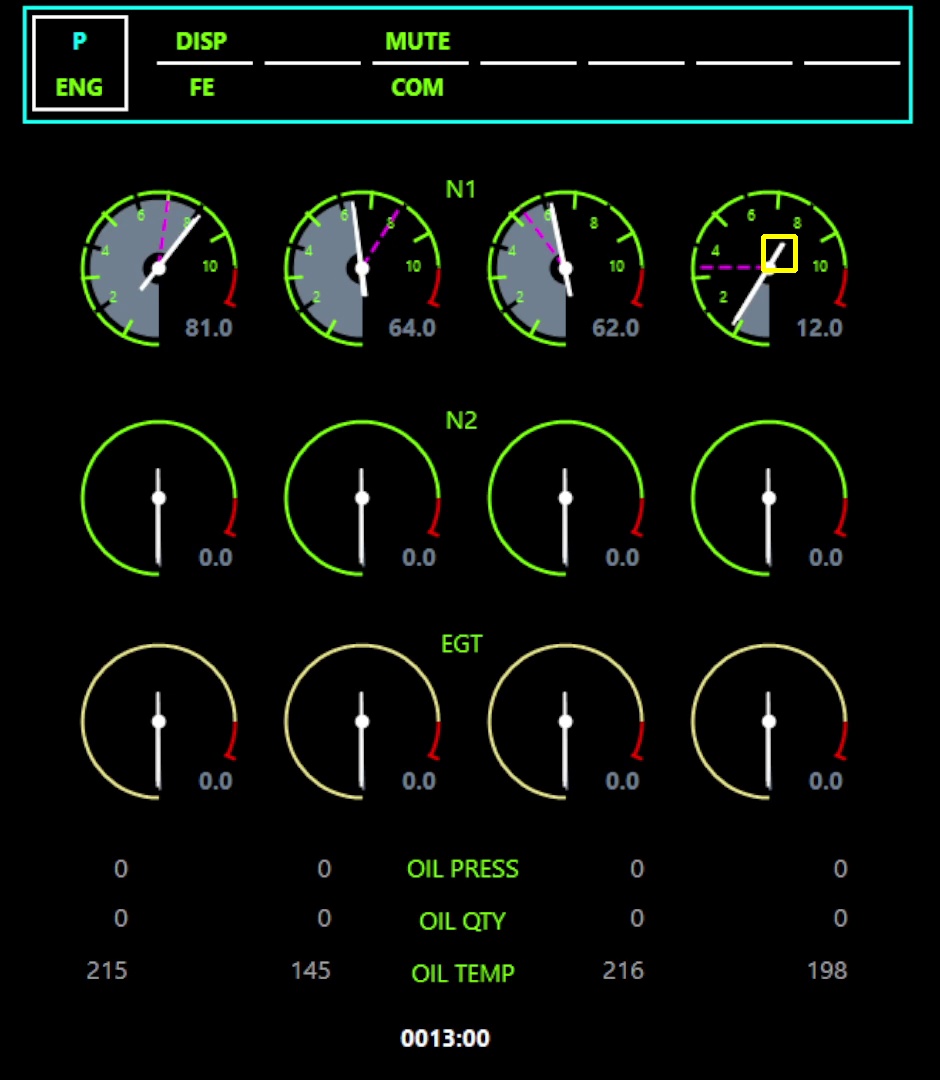 P DISP MUTE
ENG FE COM
N1
2 4 6 8 10 81.0
2 4 6 8 10 64.0
2 4 6 8 10 62.0
2 4 6 8 10 12.0
N2
0.0 0.0 0.0 0.0
EGT
0.0 0.0 0.0 0.0
0 0 OIL PRESS 0 0
0 0 OIL QTY 0 0
215 145 OIL TEMP 216 198
0013:00